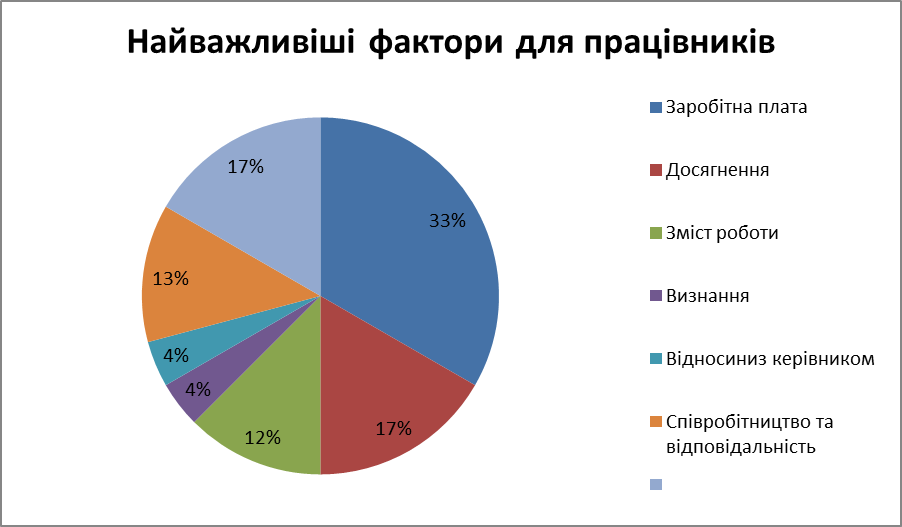 Найважливіші фактори для працівників
17%
33%
13%
4%
4%
12%
17%
Заробітна плата
Досягнення
Зміст роботи
Визнання
Відносиниз керівником
Співробітництво та
відповідальність